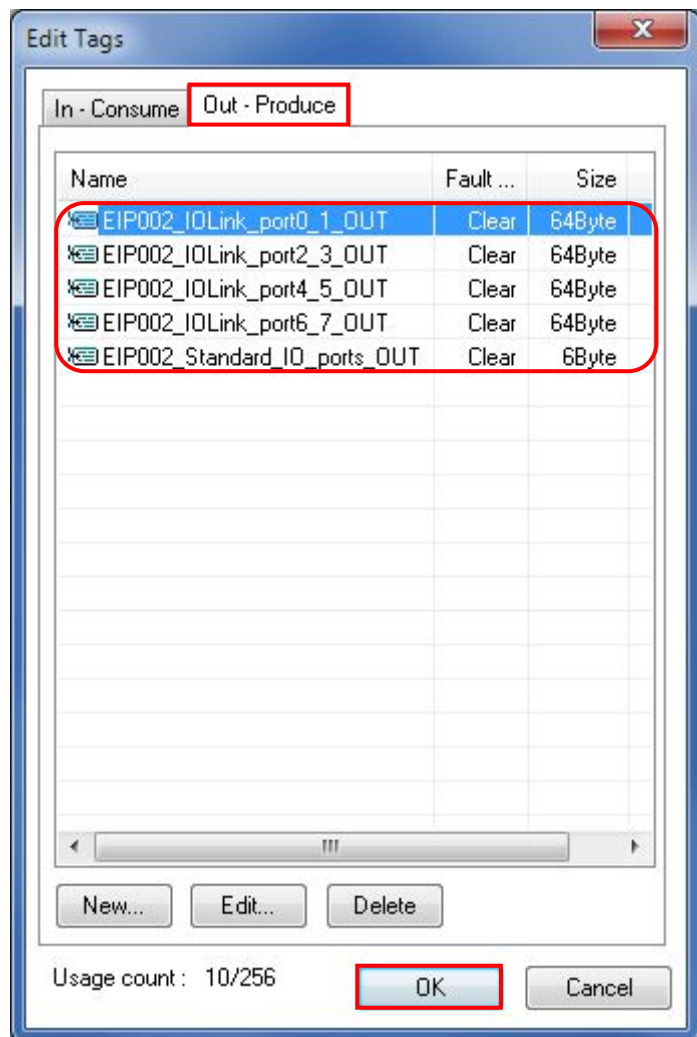 Edit Tags
In - Consume Out - Produce
Name Fault ... Size
EIP002_IOLink_port0_1_OUT Clear 64Byte
EIP002_IOLink_port2_3_OUT Clear 64Byte
EIP002_IOLink_port4_5_OUT Clear 64Byte
EIP002_IOLink_port6_7_OUT Clear 64Byte
EIP002_Standard_IO_ports_OUT Clear 6Byte
New... Edit... Delete
Usage count : 10/256 OK Cancel